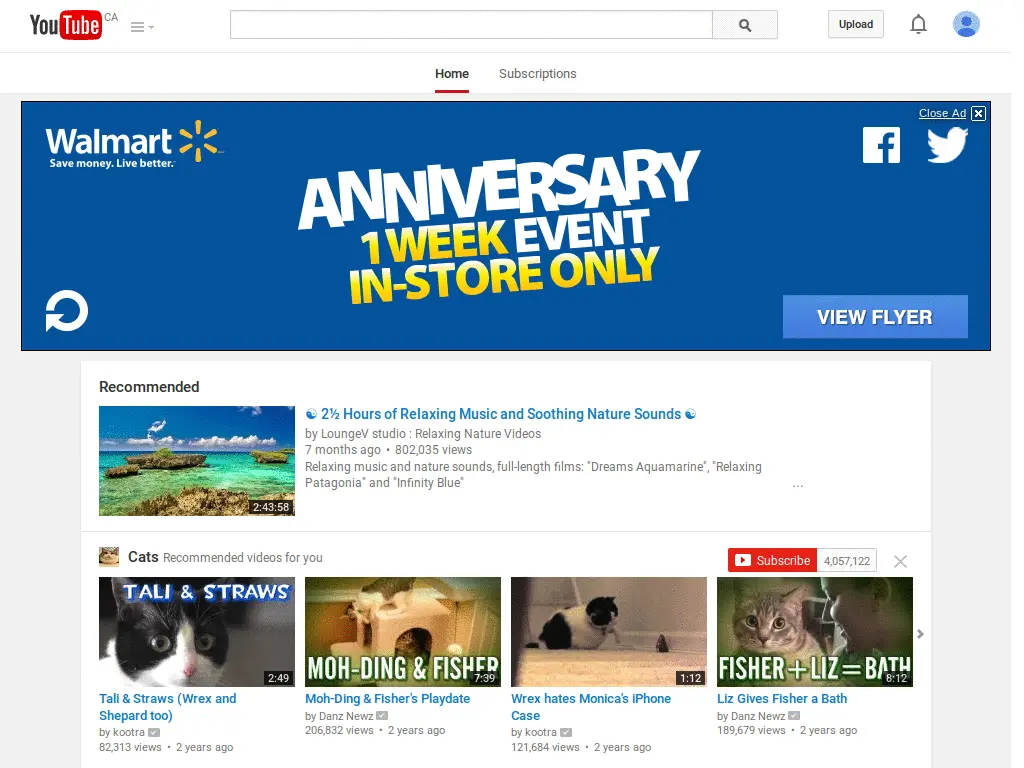 YouTube CA
Upload
Home Subscriptions
Close Ad
Walmart
Save money. Live better.
ANNIVERSARY
1 WEEK EVENT
IN-STORE ONLY
VIEW FLYER
Recommended
☯ 2½ Hours of Relaxing Music and Soothing Nature Sounds ☯
by LoungeV studio : Relaxing Nature Videos
7 months ago • 802,035 views
Relaxing music and nature sounds, full-length films: "Dreams Aquamarine", "Relaxing
Patagonia" and "Infinity Blue" ...
2:43:58
Cats Recommended videos for you
Subscribe 4,057,122
TALI & STRAWS
2:49
Tali & Straws (Wrex and
Shepard too)
by kootra
82,313 views • 2 years ago
MOH-DING & FISHER
7:39
Moh-Ding & Fisher's Playdate
by Danz Newz
206,832 views • 2 years ago
1:12
Wrex hates Monica's iPhone
Case
by kootra
121,684 views • 2 years ago
FISHER+LIZ=BATH
8:12
Liz Gives Fisher a Bath
by Danz Newz
189,679 views • 2 years ago